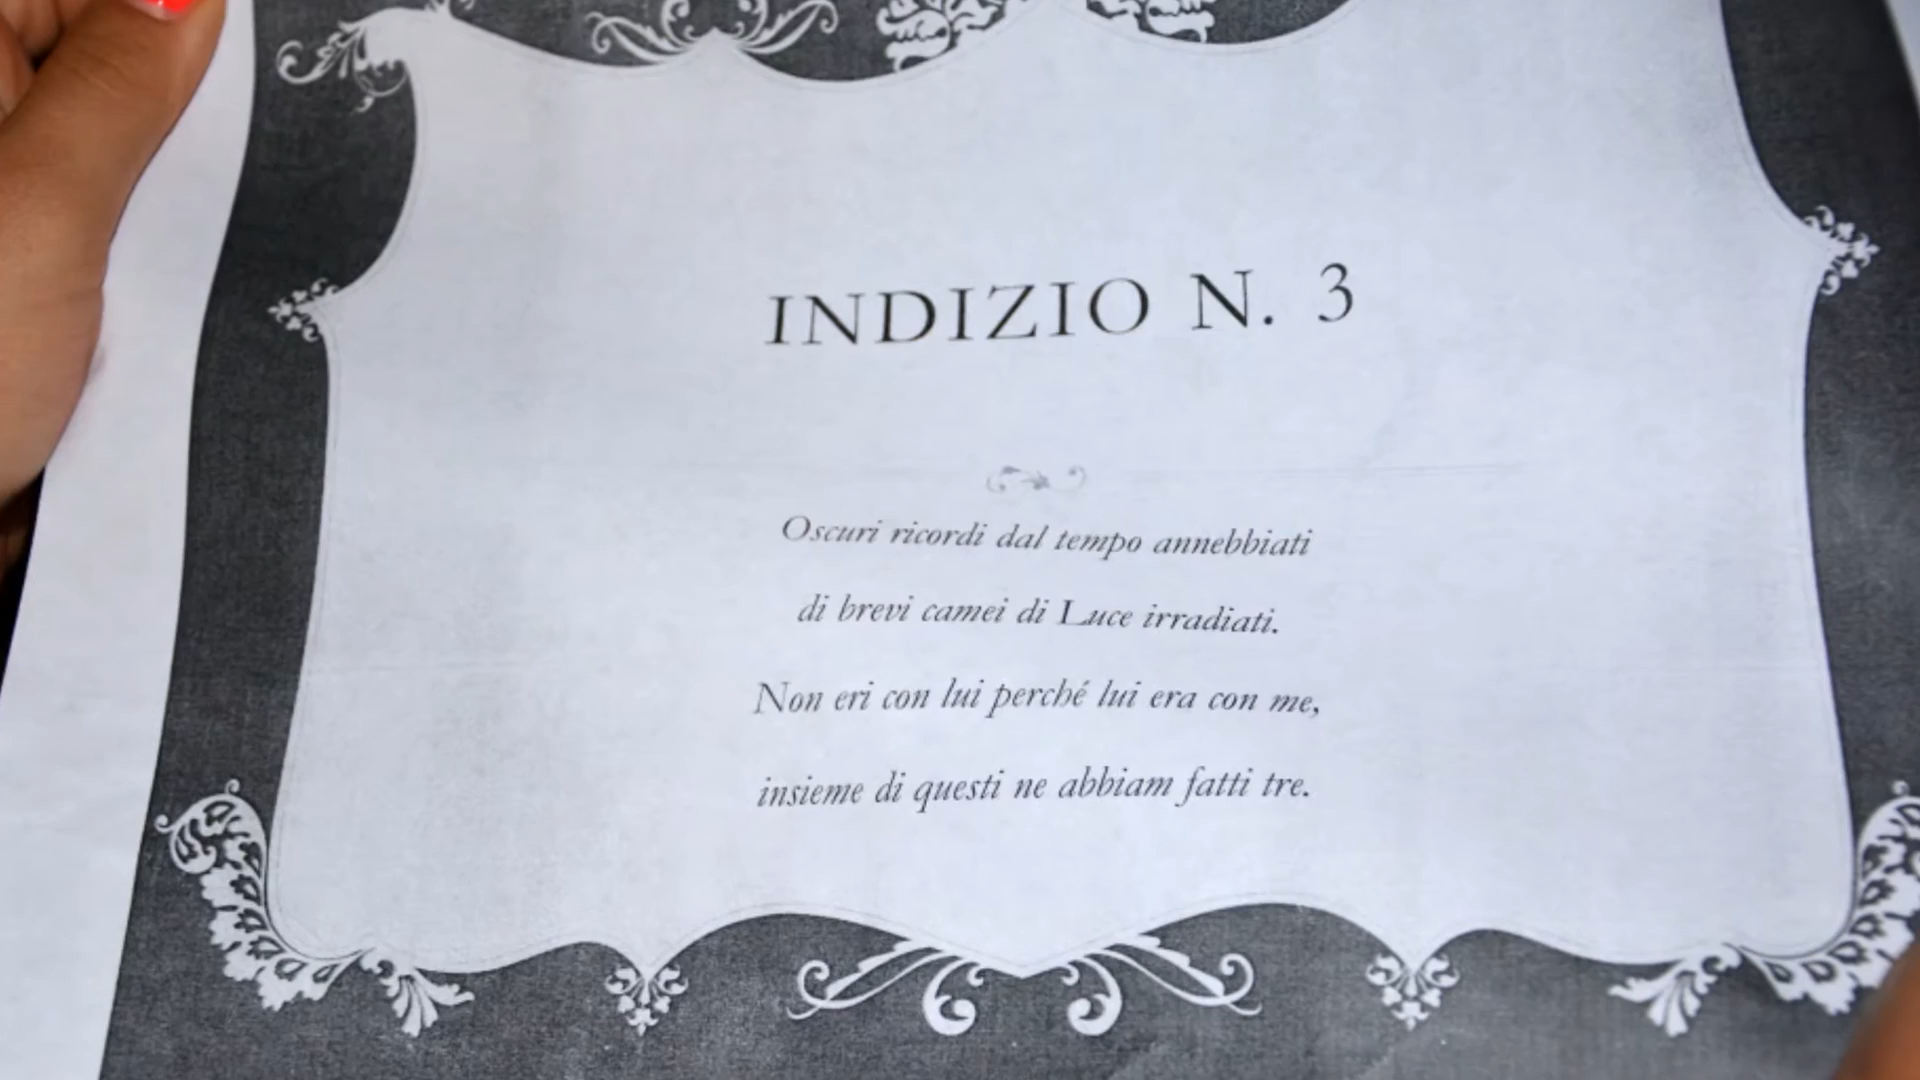 INDIZIO N. 3
Oscuri ricordi dal tempo annebbiati
di brevi camei di Luce irradiati.
Non eri con lui perché lui era con me,
insieme di questi ne abbiam fatti tre.